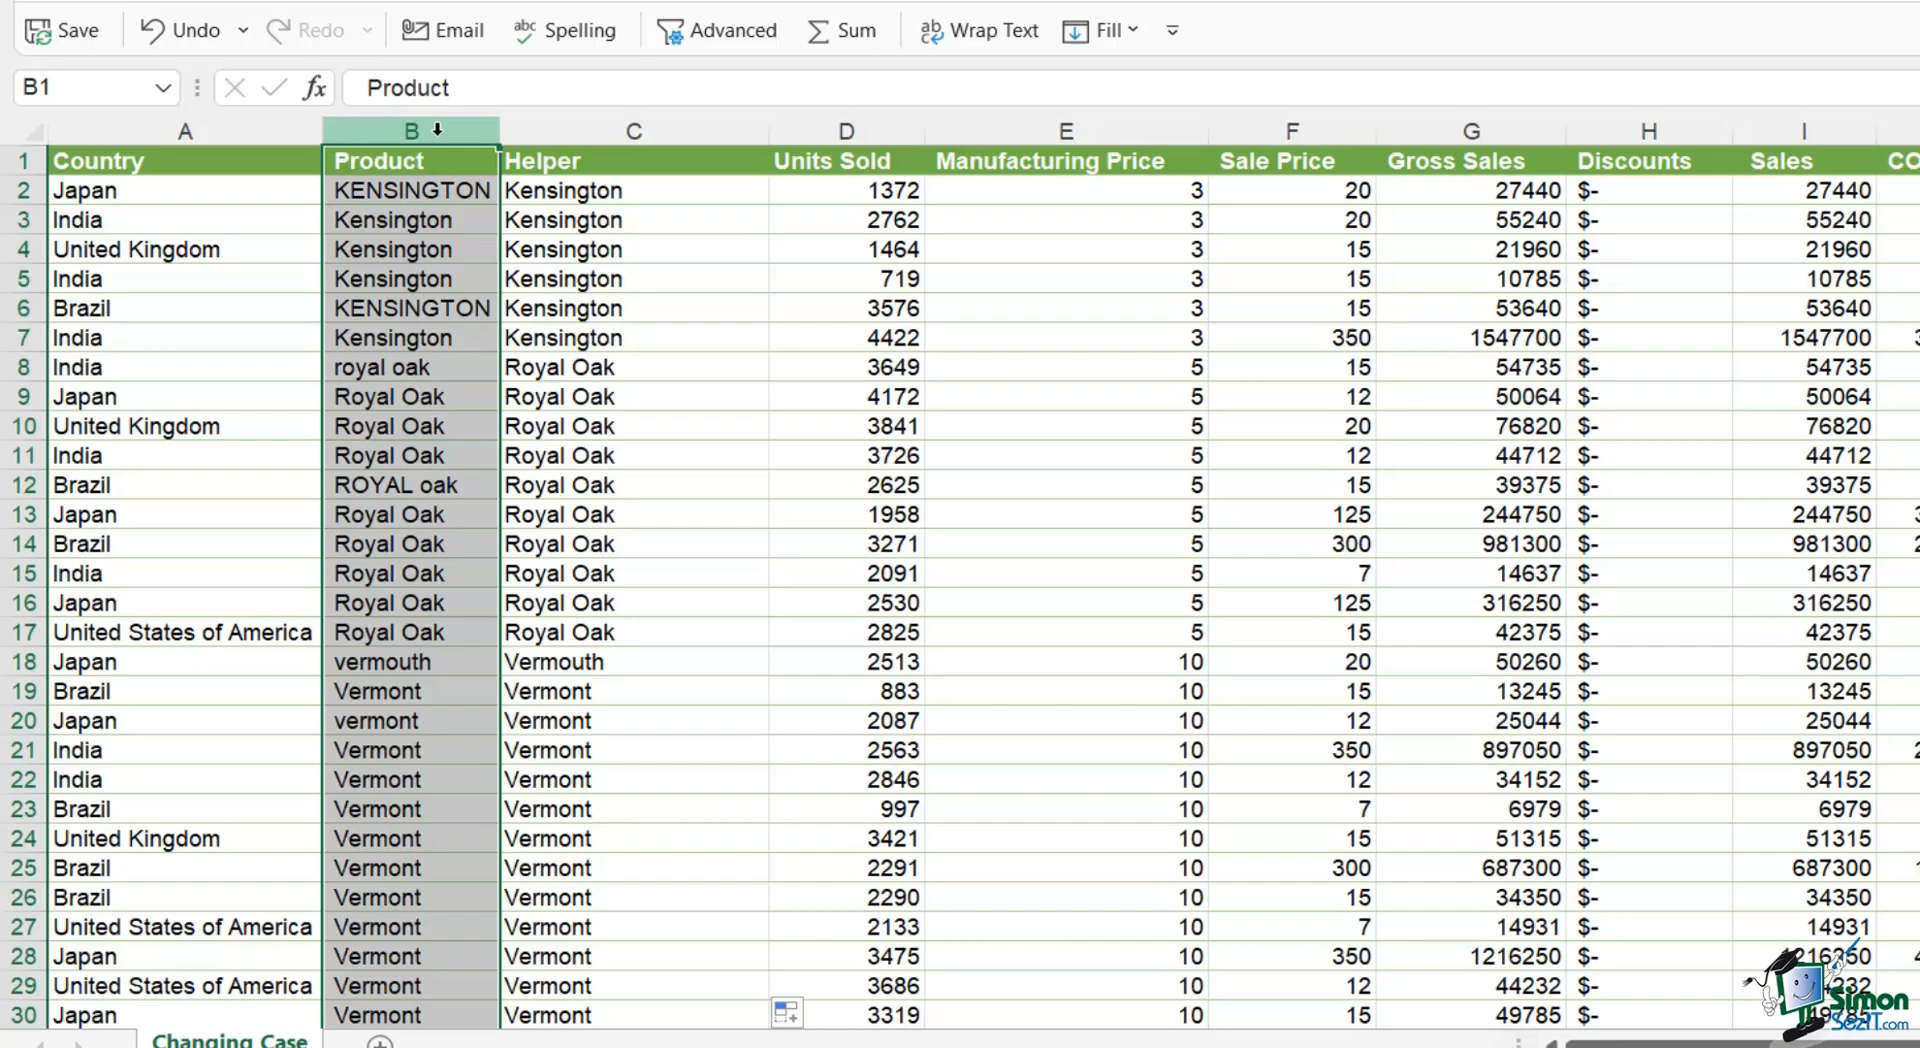 Save Undo Redo Email abc Spelling Advanced Sum ab Wrap Text Fill
B1 fx Product
A B C D E F G H I
1 Country Product Helper Units Sold Manufacturing Price Sale Price Gross Sales Discounts Sales CO
2 Japan KENSINGTON Kensington 1372 3 20 27440 $- 27440
3 India Kensington Kensington 2762 3 20 55240 $- 55240
4 United Kingdom Kensington Kensington 1464 3 15 21960 $- 21960
5 India Kensington Kensington 719 3 15 10785 $- 10785
6 Brazil KENSINGTON Kensington 3576 3 15 53640 $- 53640
7 India Kensington Kensington 4422 3 350 1547700 $- 1547700
8 India royal oak Royal Oak 3649 5 15 54735 $- 54735
9 Japan Royal Oak Royal Oak 4172 5 12 50064 $- 50064
10 United Kingdom Royal Oak Royal Oak 3841 5 20 76820 $- 76820
11 India Royal Oak Royal Oak 3726 5 12 44712 $- 44712
12 Brazil ROYAL oak Royal Oak 2625 5 15 39375 $- 39375
13 Japan Royal Oak Royal Oak 1958 5 125 244750 $- 244750
14 Brazil Royal Oak Royal Oak 3271 5 300 981300 $- 981300
15 India Royal Oak Royal Oak 2091 5 7 14637 $- 14637
16 Japan Royal Oak Royal Oak 2530 5 125 316250 $- 316250
17 United States of America Royal Oak Royal Oak 2825 5 15 42375 $- 42375
18 Japan vermouth Vermouth 2513 10 20 50260 $- 50260
19 Brazil Vermont Vermont 883 10 15 13245 $- 13245
20 Japan vermont Vermont 2087 10 12 25044 $- 25044
21 India Vermont Vermont 2563 10 350 897050 $- 897050
22 India Vermont Vermont 2846 10 12 34152 $- 34152
23 Brazil Vermont Vermont 997 10 7 6979 $- 6979
24 United Kingdom Vermont Vermont 3421 10 15 51315 $- 51315
25 Brazil Vermont Vermont 2291 10 300 687300 $- 687300
26 Brazil Vermont Vermont 2290 10 15 34350 $- 34350
27 United States of America Vermont Vermont 2133 10 7 14931 $- 14931
28 Japan Vermont Vermont 3475 10 350 1216250 $-
29 United States of America Vermont Vermont 3686 10 12 44232 $-
30 Japan Vermont Vermont 3319 10 15 49785 $-
Simon
SezIT.com
Changing Case